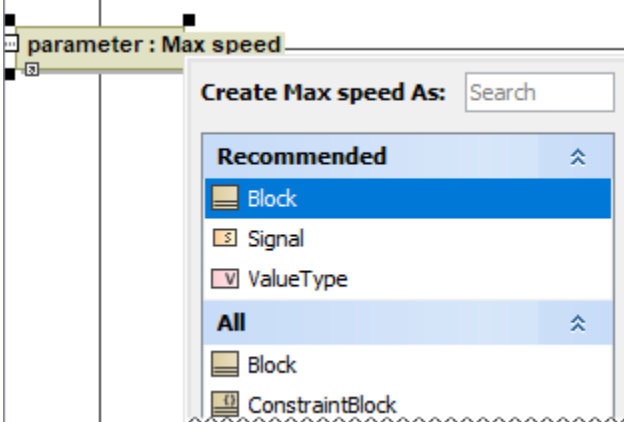 parameter : Max speed
Create Max speed As: Search
Recommended
Block
S Signal
V ValueType
All
Block
{} ConstraintBlock